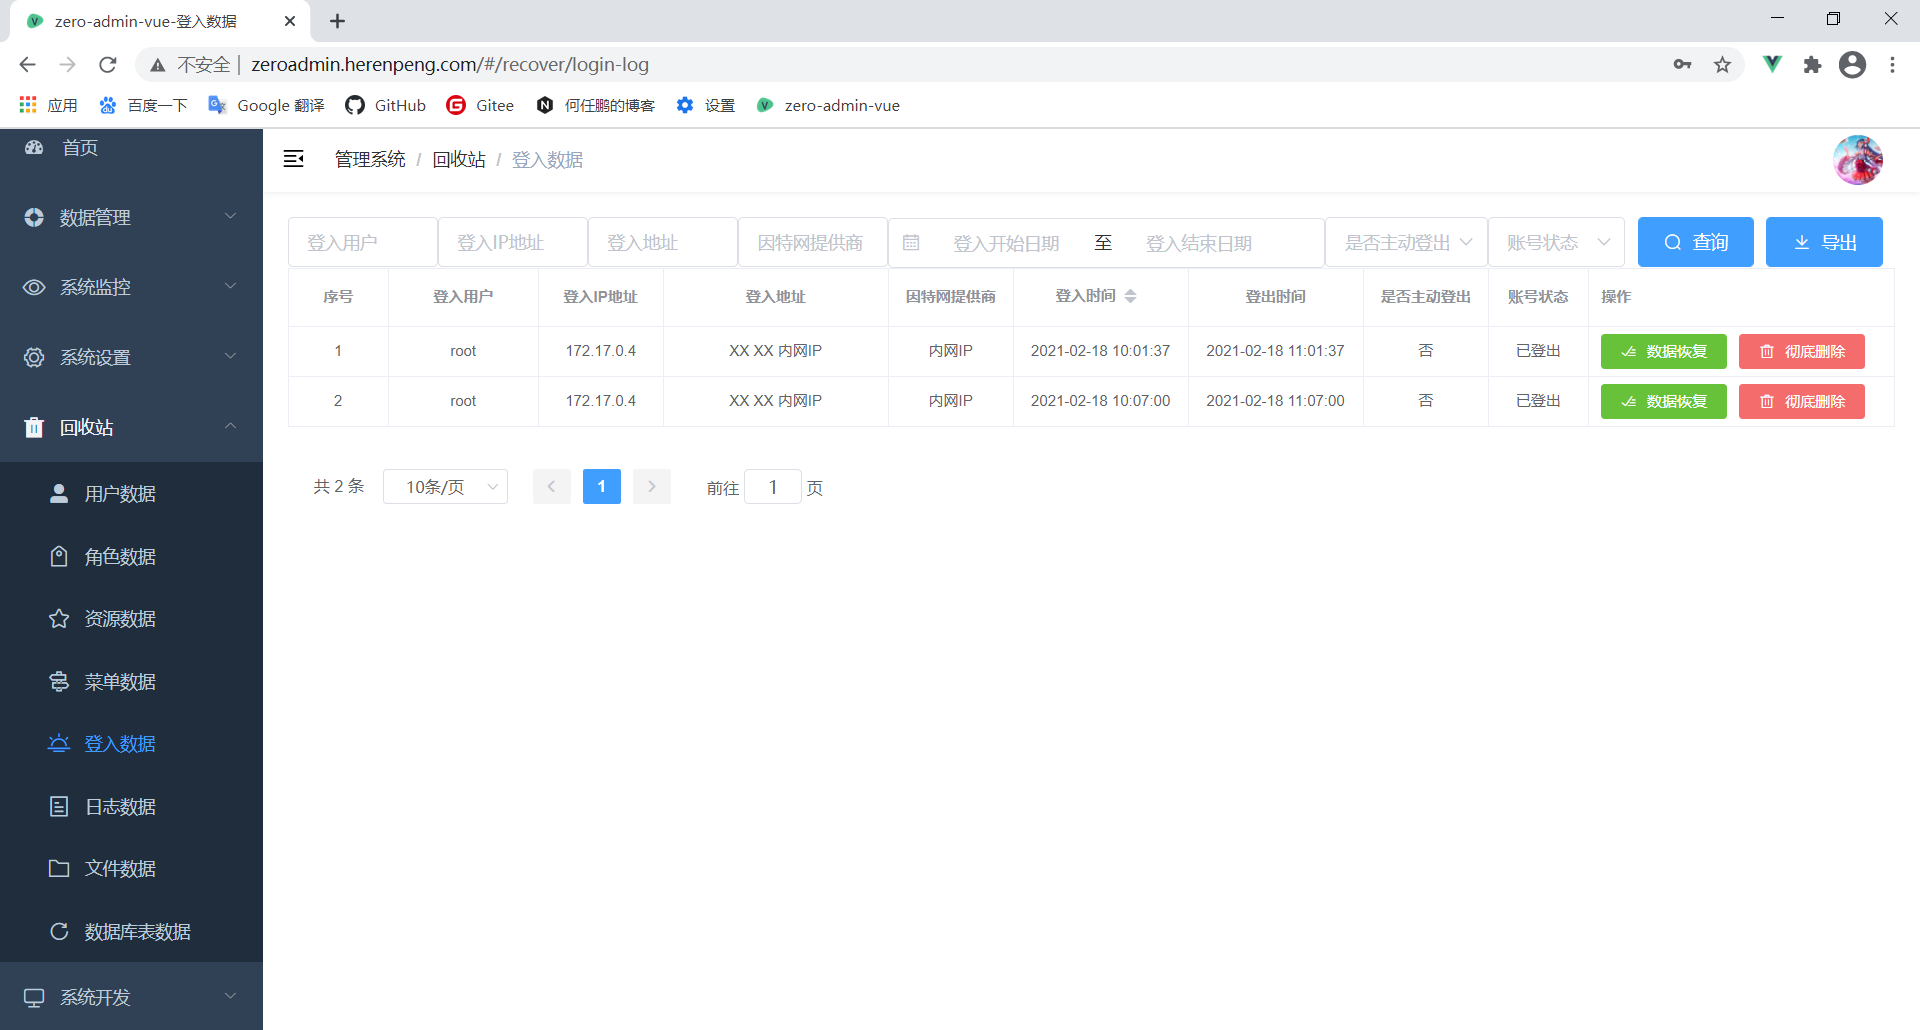 zero-admin-vue-登入数据
不安全 | zeroadmin.herenpeng.com/#/recover/login-log
应用 百度一下 Google 翻译 GitHub Gitee 何任鹏的博客 设置 zero-admin-vue
首页
数据管理
系统监控
系统设置
回收站
用户数据
角色数据
资源数据
菜单数据
登入数据
日志数据
文件数据
数据库表数据
系统开发
管理系统 / 回收站 / 登入数据
登入用户 登入IP地址 登入地址 因特网提供商 登入开始日期 至 登入结束日期 是否主动登出 账号状态 查询 导出
序号 登入用户 登入IP地址 登入地址 因特网提供商 登入时间 登出时间 是否主动登出 账号状态 操作
1 root 172.17.0.4 XX XX 内网IP 内网IP 2021-02-18 10:01:37 2021-02-18 11:01:37 否 已登出 数据恢复 彻底删除
2 root 172.17.0.4 XX XX 内网IP 内网IP 2021-02-18 10:07:00 2021-02-18 11:07:00 否 已登出 数据恢复 彻底删除
共 2 条 10条/页 1 前往 1 页